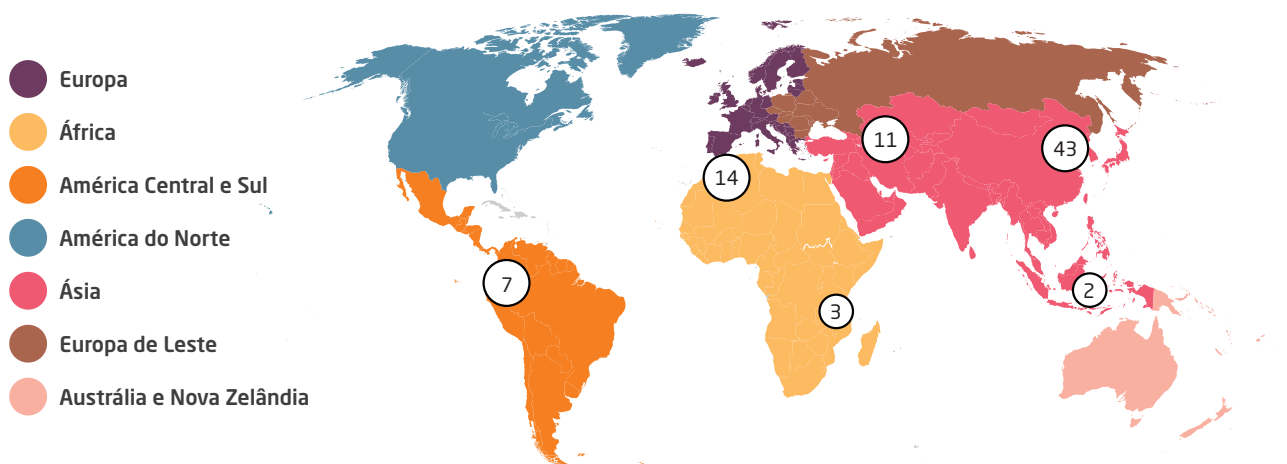 Europa
África
América Central e Sul
América do Norte
Ásia
Europa de Leste
Austrália e Nova Zelândia
11
43
14
7
2
3